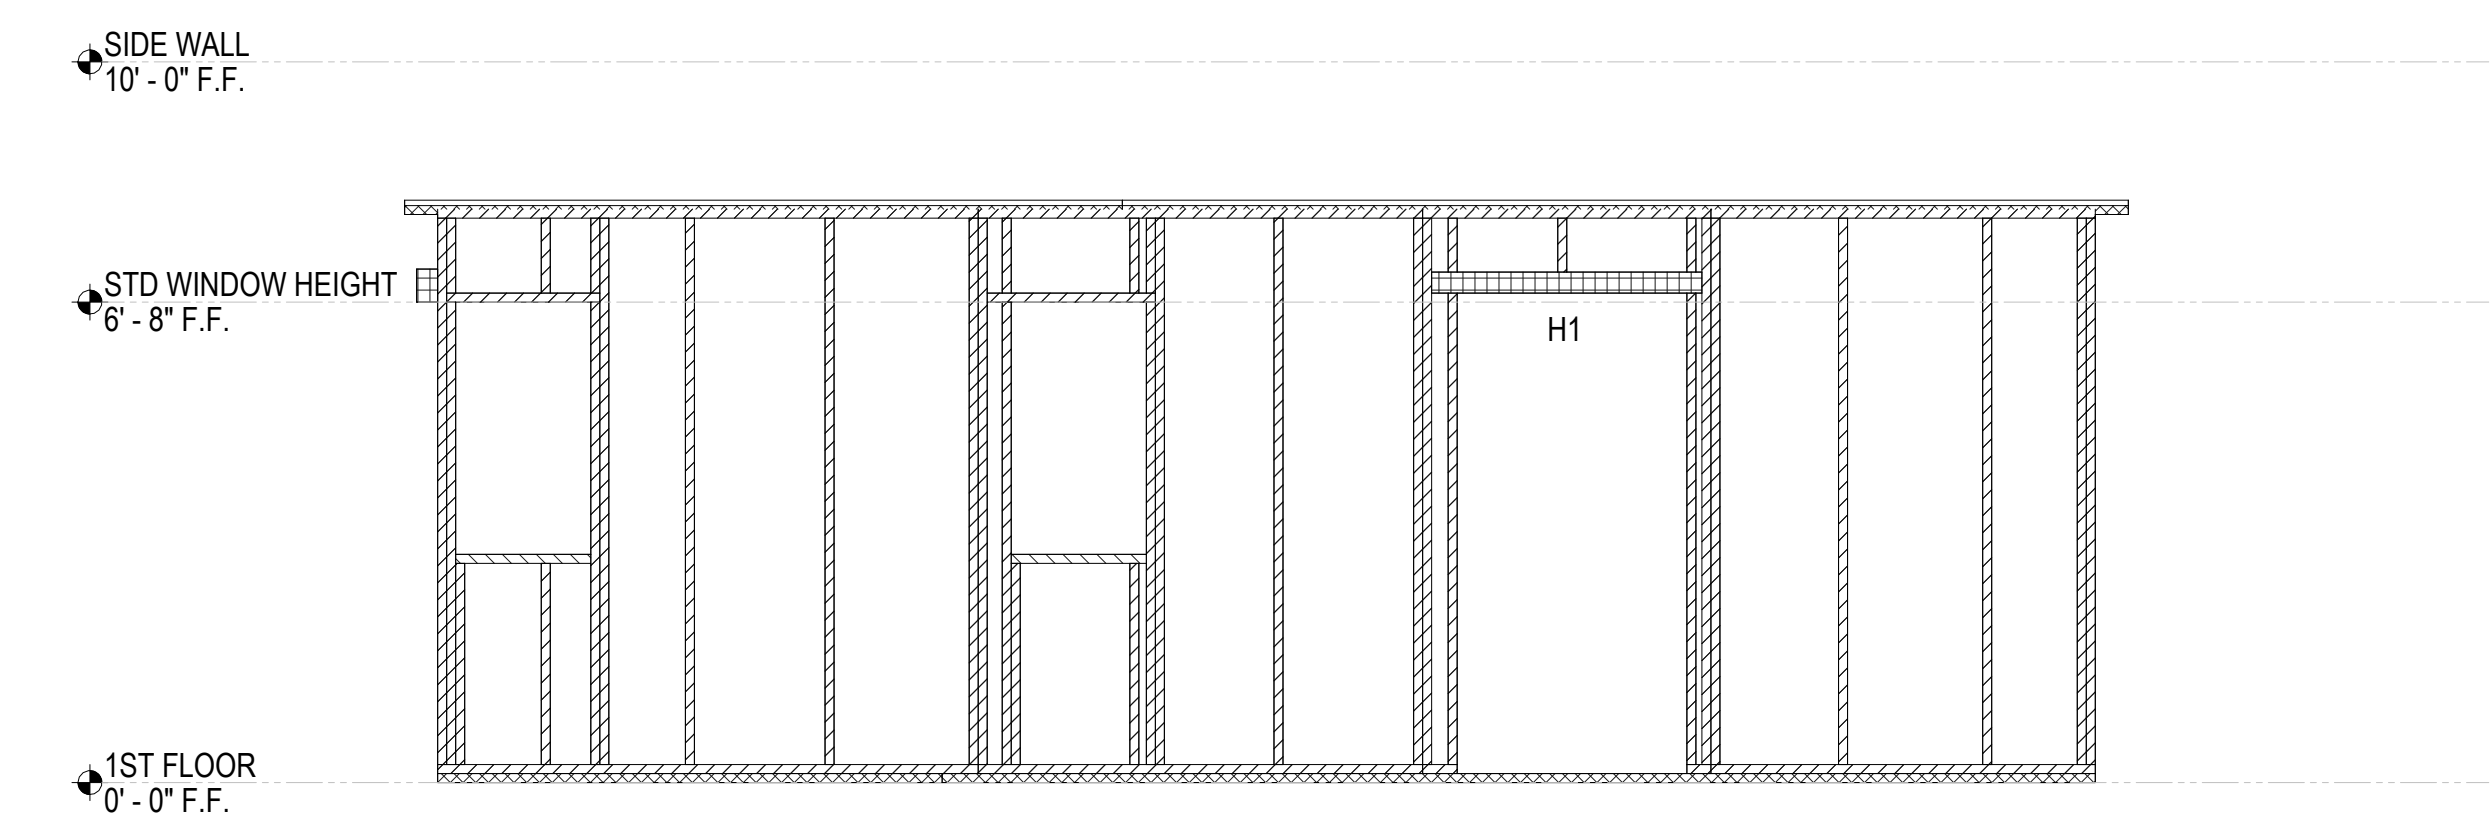 SIDE WALL
10' - 0" F.F.
STD WINDOW HEIGHT
6' - 8" F.F.
H1
1ST FLOOR
0' - 0" F.F.